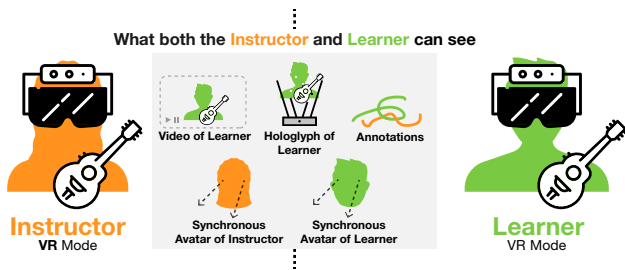 What both the Instructor and Learner can see
Video of Learner
Hologlyph of
Learner
Annotations
Synchronous
Avatar of Instructor
Synchronous
Avatar of Learner
Instructor
VR Mode
Learner
VR Mode